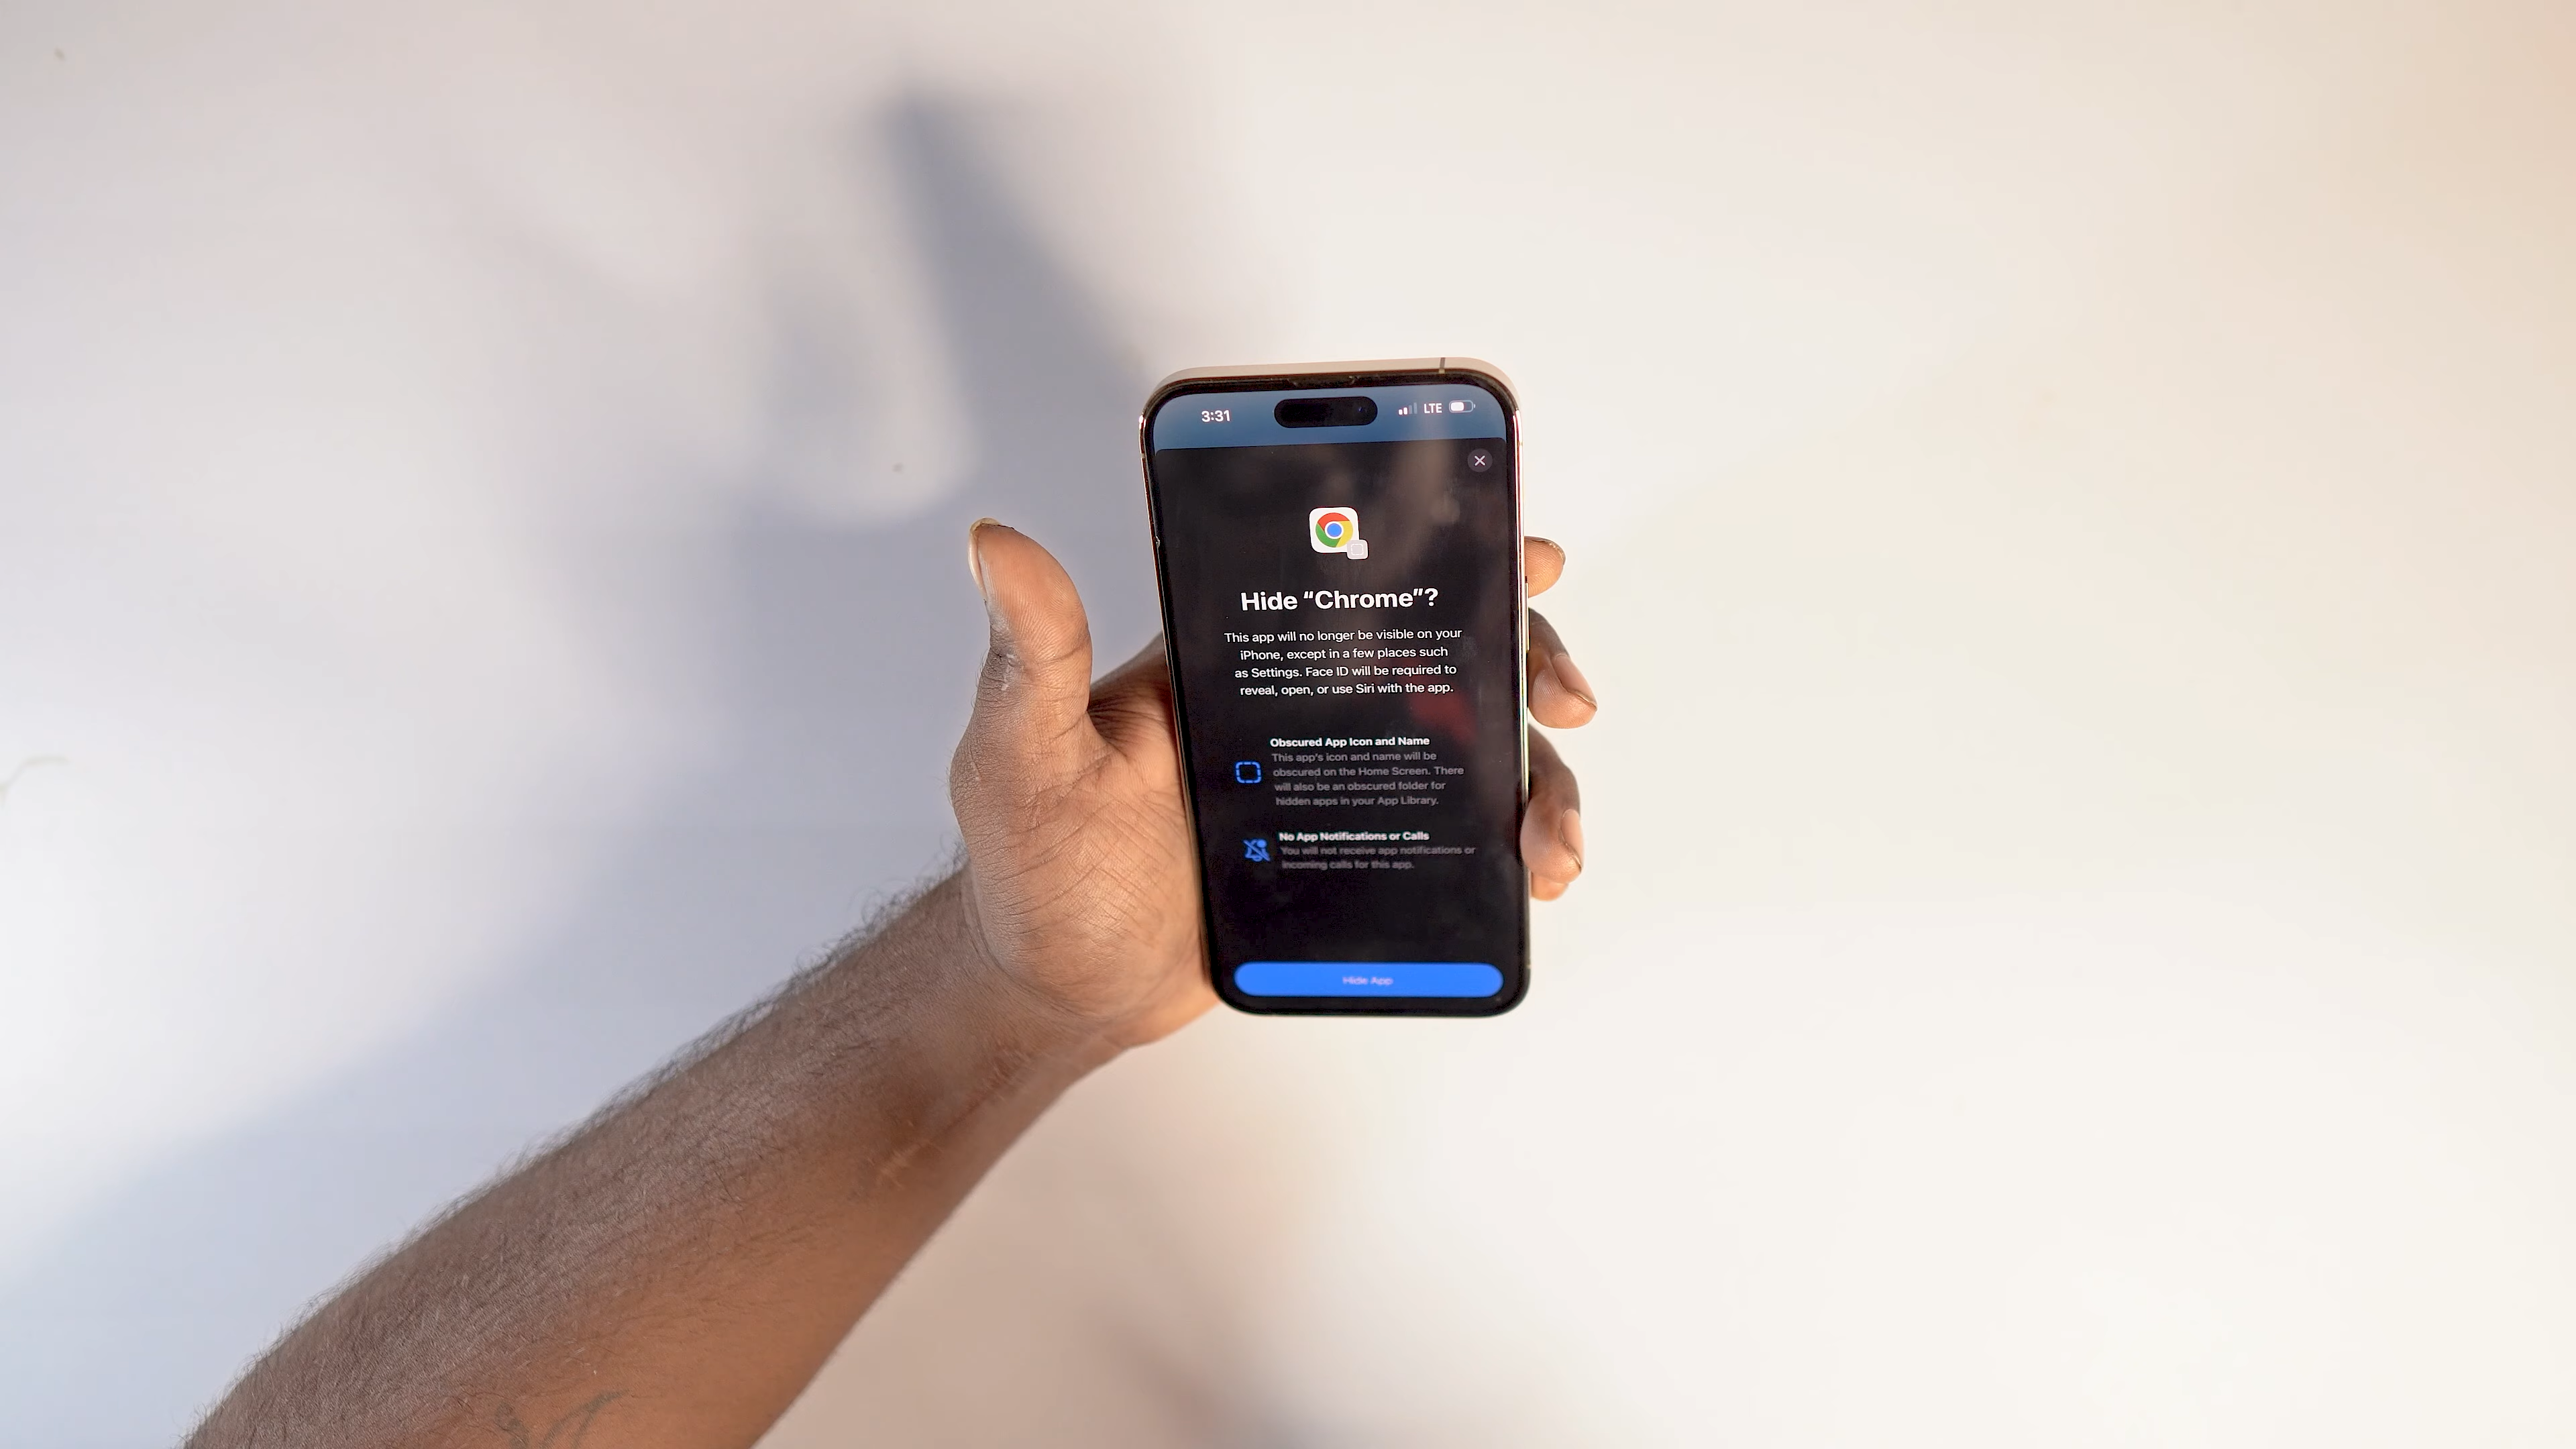 3:31 LTE
Hide “Chrome”?
This app will no longer be visible on your
iPhone, except in a few places such
as Settings. Face ID will be required to
reveal, open, or use Siri with the app.
Obscured App Icon and Name
This app's icon and name will be
obscured on the Home Screen. There
will also be an obscured folder for
hidden apps in your App Library.
No App Notifications or Calls
You will not receive app notifications or
incoming calls for this app.
Hide App